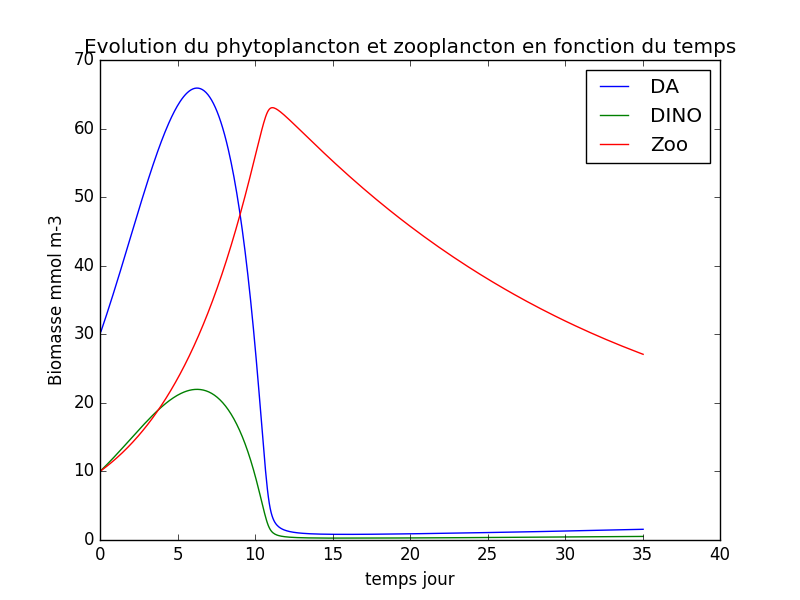 Evolution du phytoplancton et zooplancton en fonction du temps
70
60
50
40
30
20
10
0
Biomasse mmol m-3
DA
DINO
Zoo
0 5 10 15 20 25 30 35 40
temps jour